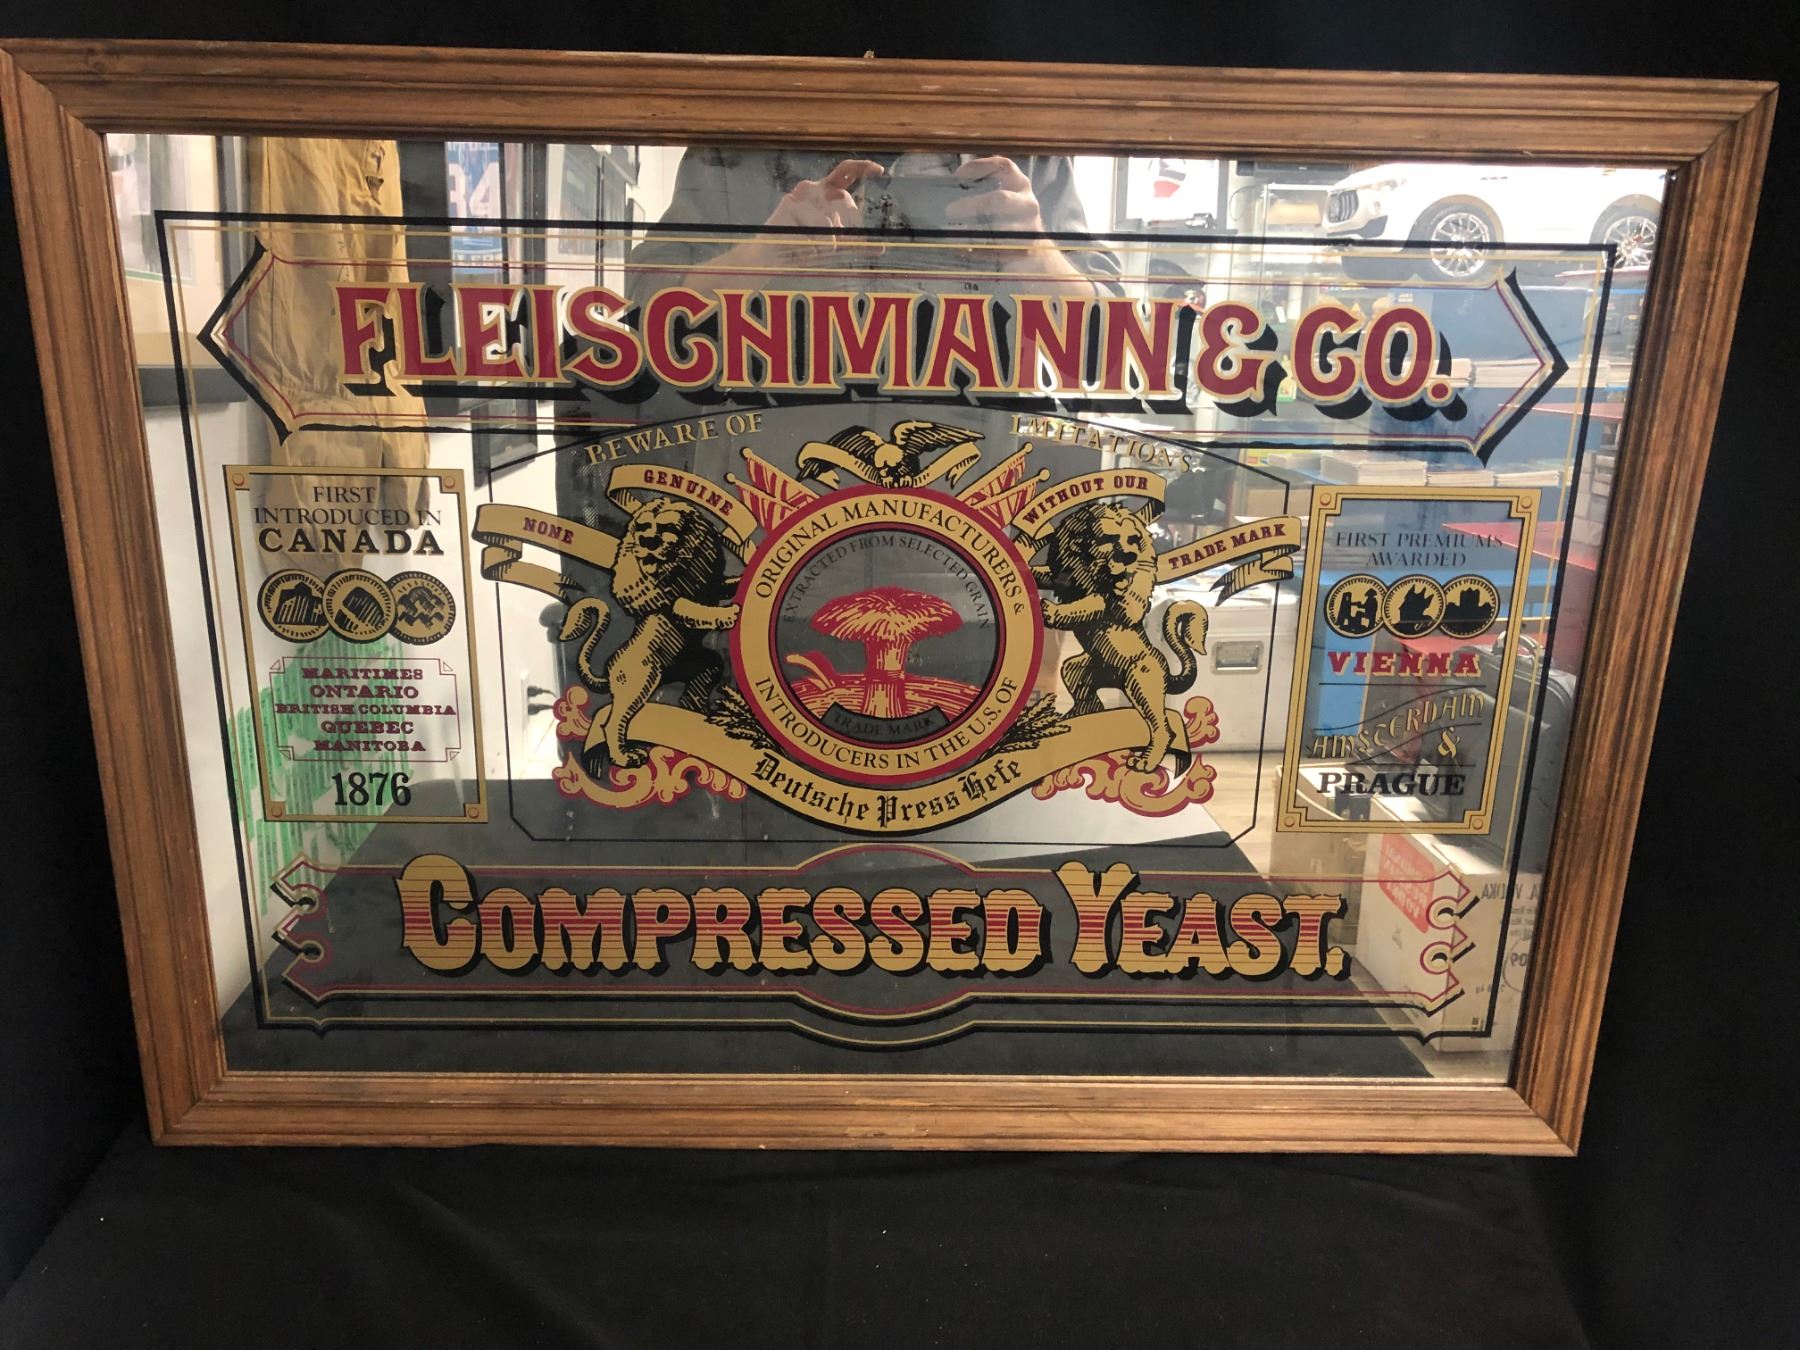 FLEISCHMANN & CO.
BEWARE OF IMITATIONS
NONE GENUINE WITHOUT OUR TRADE MARK
FIRST
INTRODUCED IN
CANADA
MARITIMES
ONTARIO
BRITISH COLUMBIA
QUEBEC
MANITOBA
1876
ORIGINAL MANUFACTURERS &
INTRODUCERS IN THE U.S. OF
EXTRACTED FROM SELECTED GRAIN
TRADE MARK
Deutsche Press Hefe
FIRST PREMIUMS
AWARDED
VIENNA
AMSTERDAM
&
PRAGUE
COMPRESSED YEAST.
34